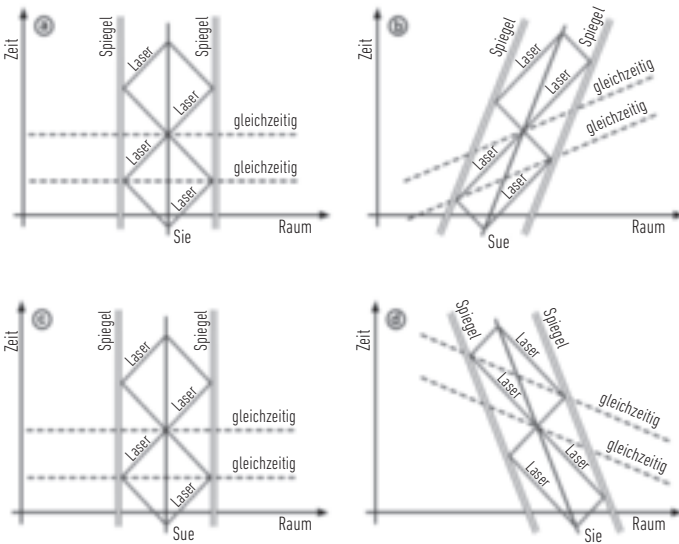 a
Zeit
Spiegel
Spiegel
Laser
Laser
gleichzeitig
Laser
gleichzeitig
Laser
Sie
Raum
b
Zeit
Spiegel
Spiegel
Laser
Laser
gleichzeitig
gleichzeitig
Laser
Laser
Sue
Raum
c
Zeit
Spiegel
Spiegel
Laser
Laser
gleichzeitig
Laser
gleichzeitig
Laser
Sue
Raum
d
Zeit
Spiegel
Spiegel
Laser
Laser
gleichzeitig
gleichzeitig
Laser
Laser
Sie
Raum